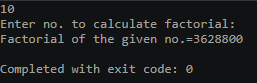 10
Enter no. to calculate factorial:
Factorial of the given no.=3628800
Completed with exit code: 0